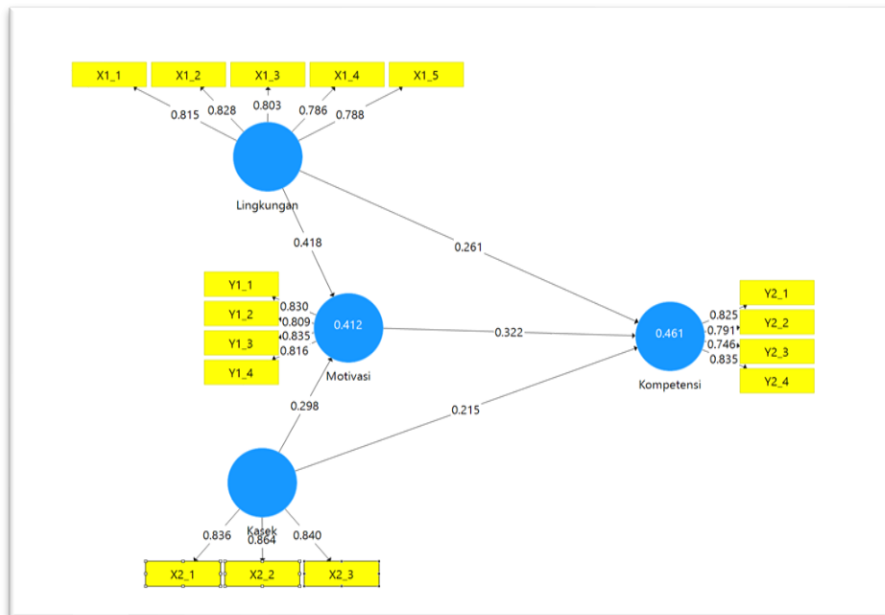 X1_1 X1_2 X1_3 X1_4 X1_5
0.815 0.828 0.803 0.786 0.788
Lingkungan
0.418 0.261
Y1_1
Y1_2
Y1_3
Y1_4
0.830
0.809
0.835
0.816
0.412
Motivasi
0.322
0.461
Kompetensi
0.825
0.791
0.746
0.835
Y2_1
Y2_2
Y2_3
Y2_4
0.298 0.215
Kasek
0.836 0.864 0.840
X2_1 X2_2 X2_3